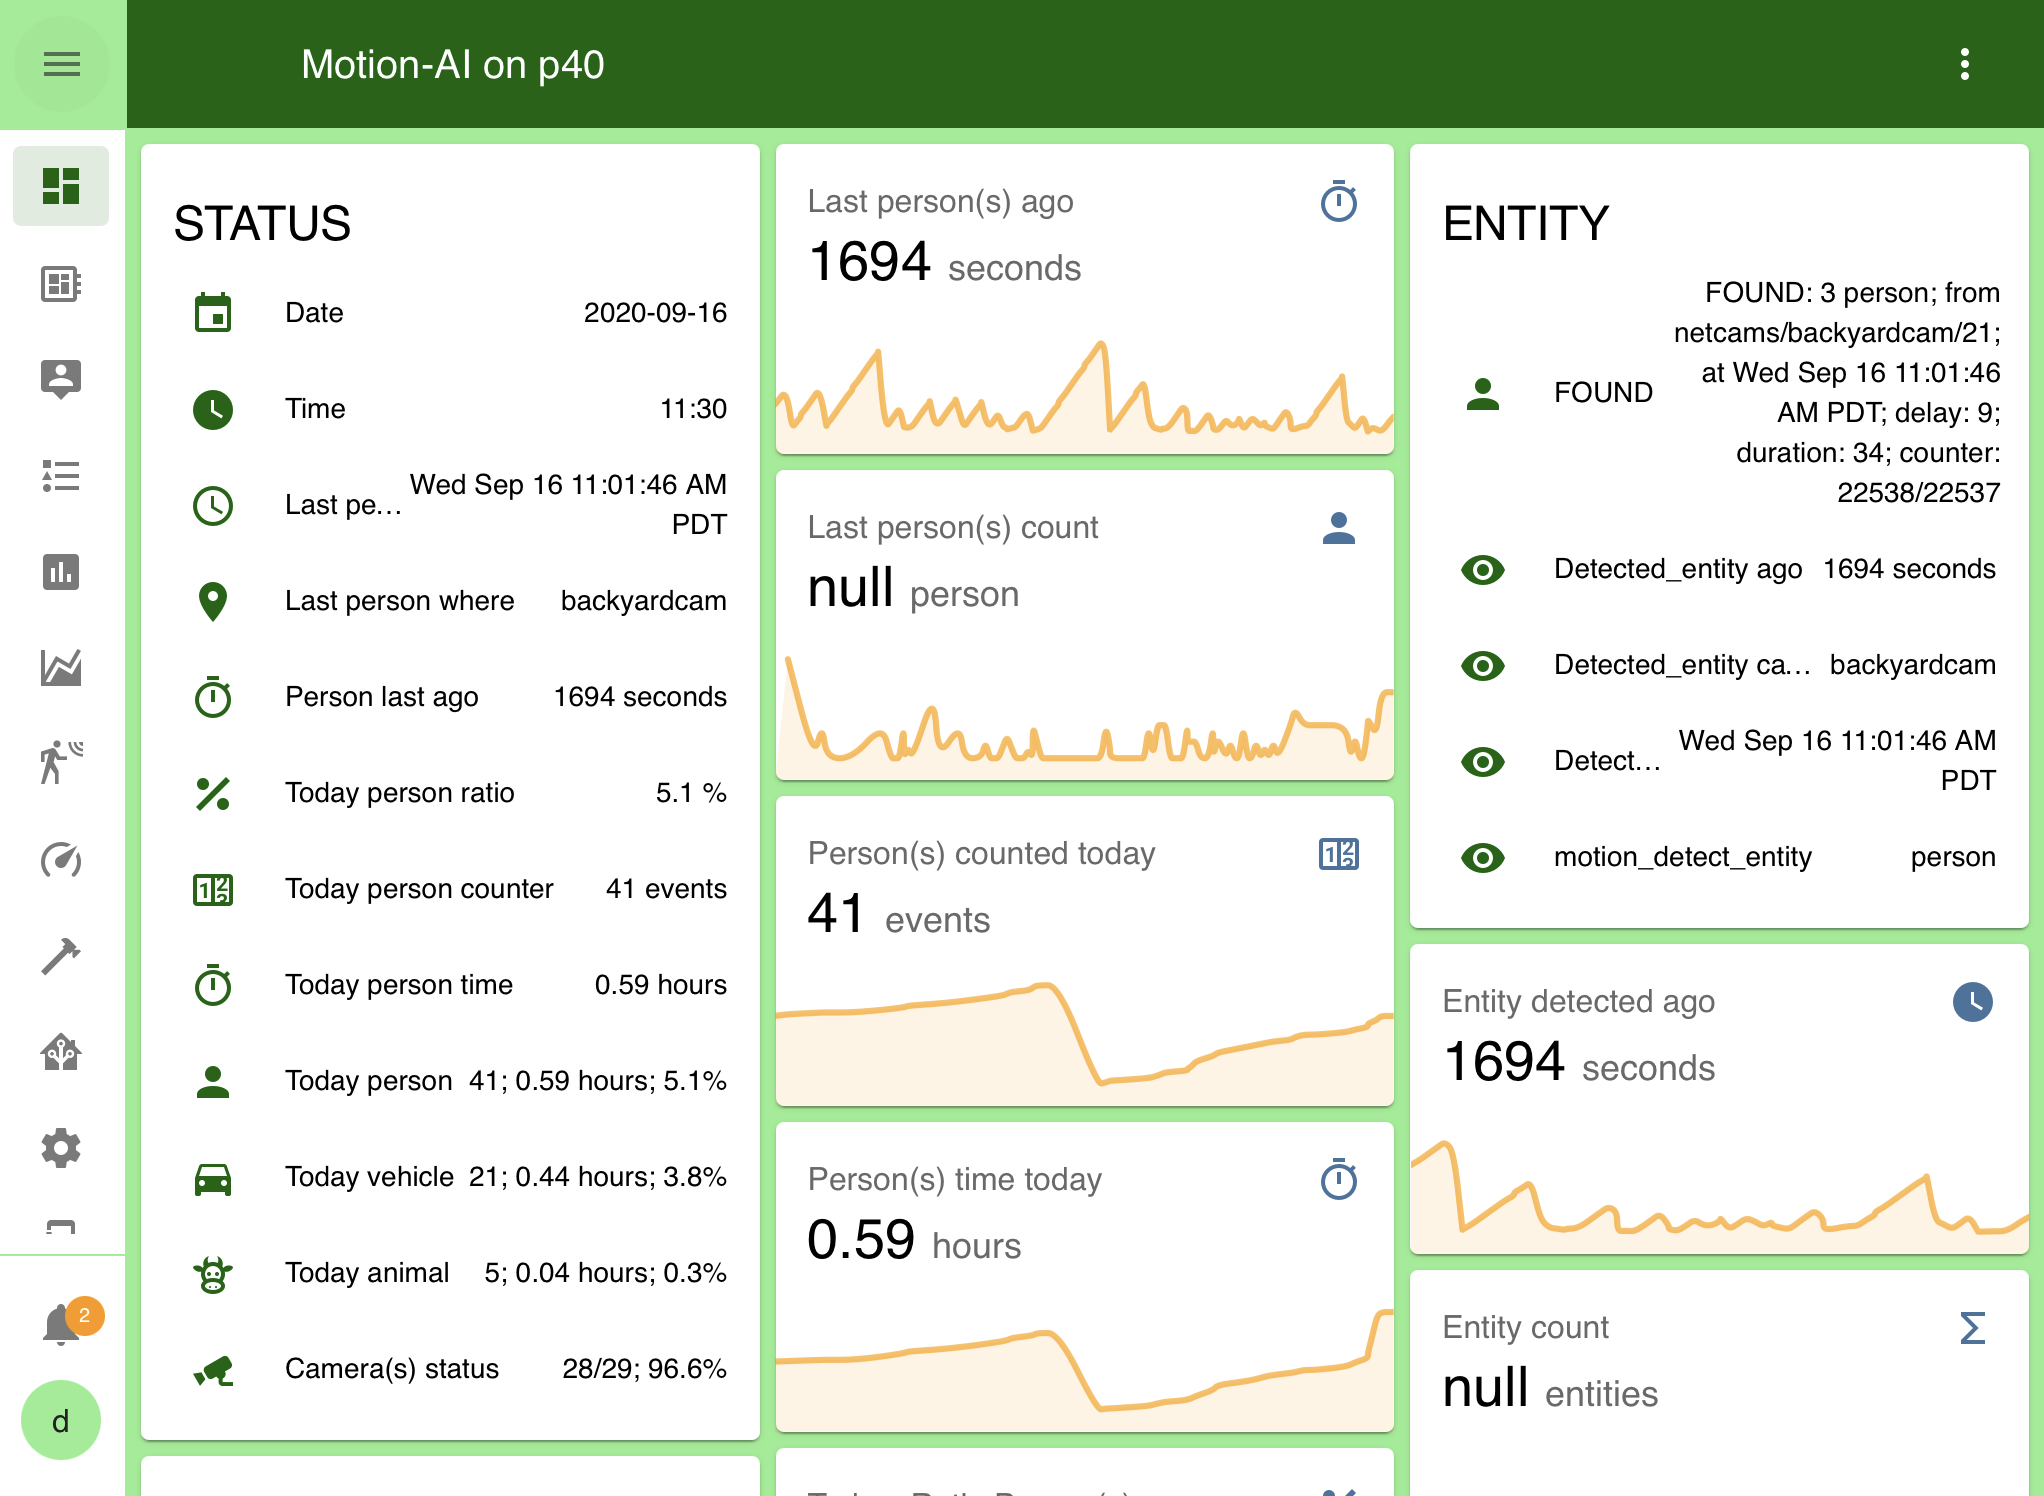 Motion-AI on p40
STATUS
Date 2020-09-16
Time 11:30
Last pe... Wed Sep 16 11:01:46 AM
PDT
Last person where backyardcam
Person last ago 1694 seconds
Today person ratio 5.1 %
Today person counter 41 events
Today person time 0.59 hours
Today person 41; 0.59 hours; 5.1%
Today vehicle 21; 0.44 hours; 3.8%
Today animal 5; 0.04 hours; 0.3%
Camera(s) status 28/29; 96.6%
2
d
Last person(s) ago
1694 seconds
Last person(s) count
null person
Person(s) counted today
41 events
Person(s) time today
0.59 hours
ENTITY
FOUND
FOUND: 3 person; from
netcams/backyardcam/21;
at Wed Sep 16 11:01:46
AM PDT; delay: 9;
duration: 34; counter:
22538/22537
Detected_entity ago 1694 seconds
Detected_entity ca... backyardcam
Detect... Wed Sep 16 11:01:46 AM
PDT
motion_detect_entity person
Entity detected ago
1694 seconds
Entity count
null entities